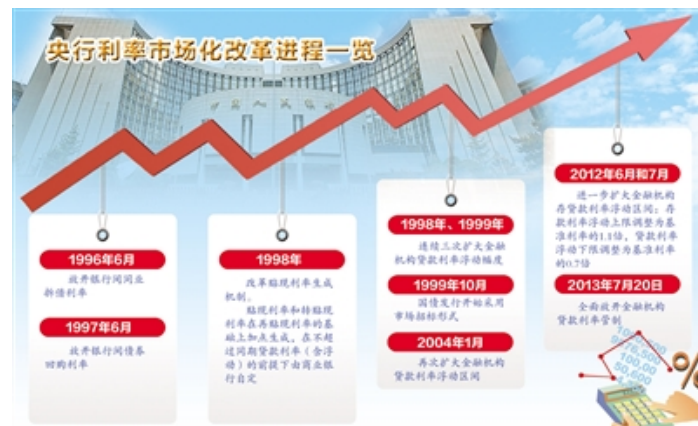 央行利率市场化改革进程一览
中国人民银行
1996年6月
放开银行间同业
拆借利率
1997年6月
放开银行间债券
回购利率
1998年
改革贴现利率生成
机制。
贴现利率和转贴现
利率在再贴现利率的基
础上加点生成，在不超
过同期贷款利率（含浮
动）的前提下由商业银
行自定
1998年、1999年
连续三次扩大金融
机构贷款利率浮动幅度
1999年10月
国债发行开始采用
市场招标形式
2004年1月
再次扩大金融机构
贷款利率浮动区间
2012年6月和7月
进一步扩大金融机构
存贷款利率浮动区间；存
款利率浮动上限调整为基
准利率的1.1倍，贷款利率
浮动下限调整为基准利率
的0.7倍
2013年7月20日
全面放开金融机构
贷款利率管制
100,00
50,600
%